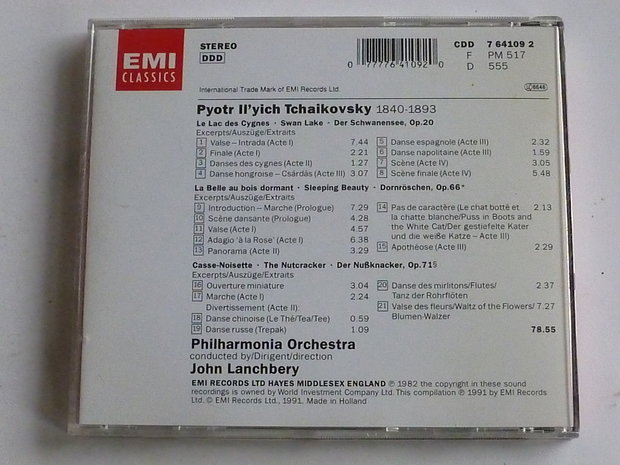 EMI
CLASSICS
STEREO
DDD
0 77776 41092 0
CDD 7 64109 2
F PM 517
D 555
International Trade Mark of EMI Records Ltd.
6646
Pyotr Il'yich Tchaikovsky 1840-1893
Le Lac des Cygnes · Swan Lake · Der Schwanensee, Op.20
Excerpts/Auszüge/Extraits
1 Valse – Intrada (Acte I) 7.44
2 Finale (Acte I) 2.21
3 Danses des cygnes (Acte II) 1.27
4 Danse hongroise – Csárdás (Acte III) 3.07
5 Danse espagnole (Acte III) 2.32
6 Danse napolitaine (Acte III) 1.59
7 Scène (Acte IV) 3.05
8 Scène finale (Acte IV) 5.48
La Belle au bois dormant · Sleeping Beauty · Dornröschen, Op.66*
Excerpts/Auszüge/Extraits
9 Introduction – Marche (Prologue) 7.29
10 Scène dansante (Prologue) 4.28
11 Valse (Acte I) 4.57
12 Adagio 'à la Rose' (Acte I) 6.38
13 Panorama (Acte II) 3.29
14 Pas de caractère (Le chat botté et 2.13
la chatte blanche/Puss in Boots and
the White Cat/Der gestiefelte Kater
und die weiße Katze – Acte III)
15 Apothéose (Acte III) 2.29
Casse-Noisette · The Nutcracker · Der Nußknacker, Op.71§
Excerpts/Auszüge/Extraits
16 Ouverture miniature 3.04
17 Marche (Acte I) 2.24
Divertissement (Acte II):
18 Danse chinoise (Le Thé/Tea/Tee) 0.59
19 Danse russe (Trepak) 1.09
20 Danse des mirlitons/Flutes/ 2.37
Tanz der Rohrflöten
21 Valse des fleurs/Waltz of the Flowers/ 7.27
Blumen-Walzer
78.55
Philharmonia Orchestra
conducted by/Dirigent/direction
John Lanchbery
EMI RECORDS LTD HAYES MIDDLESEX ENGLAND ℗ 1982 the copyright in these sound
recordings is owned by World Investment Company Ltd. This compilation ℗ 1991 by EMI Records
Ltd. © EMI Records Ltd., 1991. Made in Holland